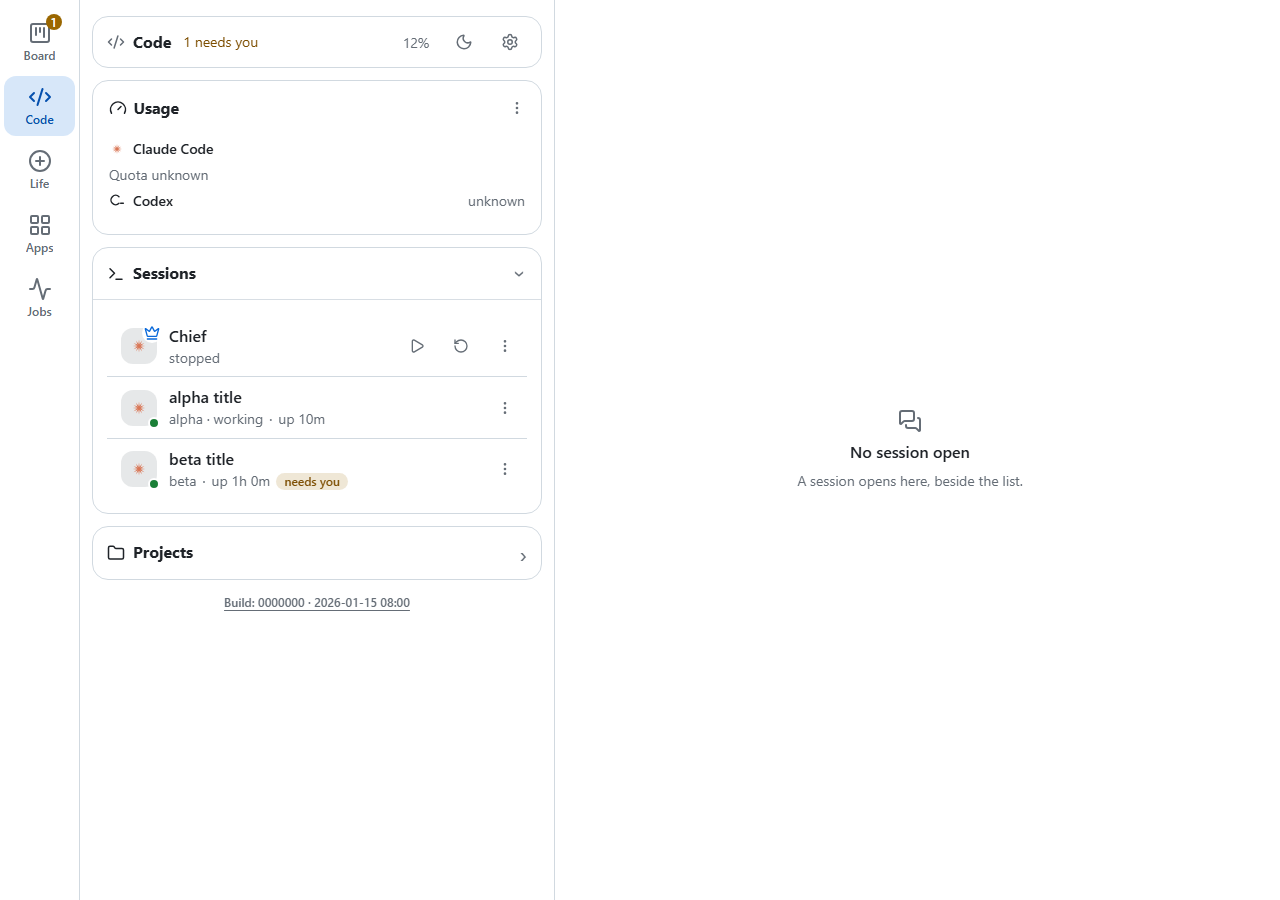 1
Board
Code
Life
Apps
Jobs
Code 1 needs you 12%
Usage
Claude Code
Quota unknown
Codex unknown
Sessions
Chief
stopped
alpha title
alpha · working · up 10m
beta title
beta · up 1h 0m needs you
Projects
Build: 0000000 · 2026-01-15 08:00
No session open
A session opens here, beside the list.